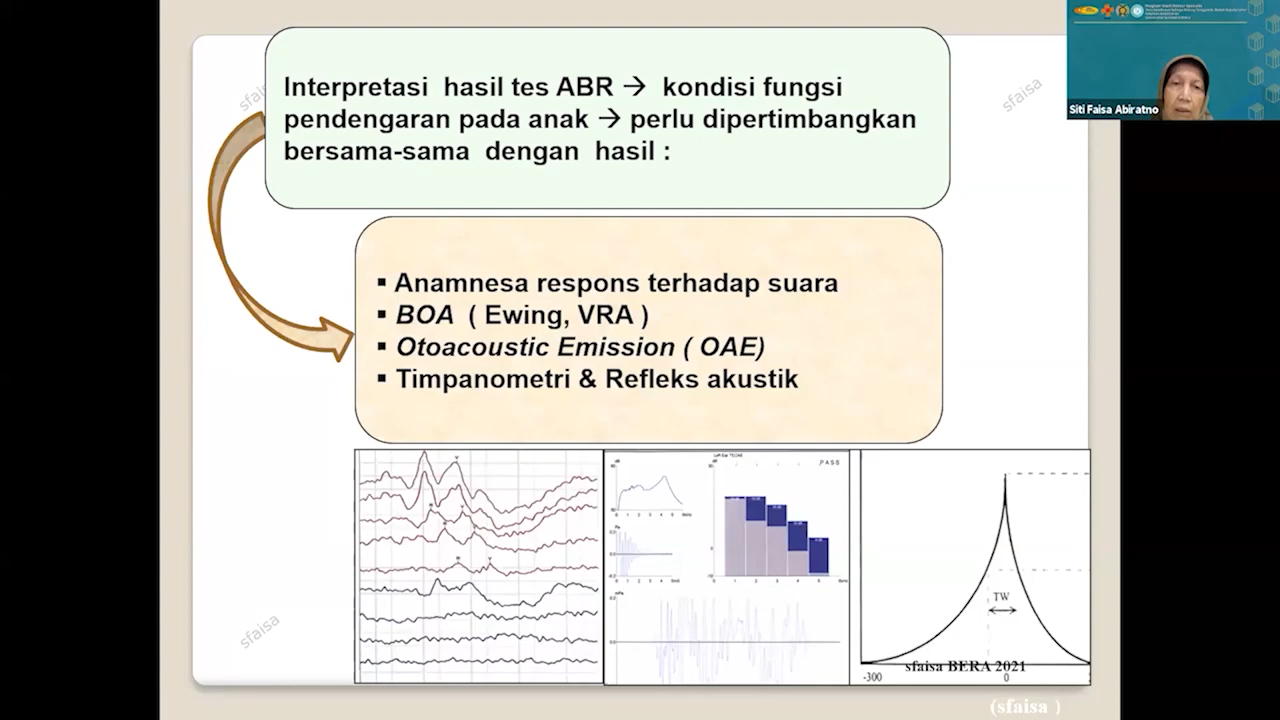 Interpretasi hasil tes ABR → kondisi fungsi
pendengaran pada anak → perlu dipertimbangkan
bersama-sama dengan hasil :
▪ Anamnesa respons terhadap suara
▪ BOA ( Ewing, VRA )
▪ Otoacoustic Emission ( OAE)
▪ Timpanometri & Refleks akustik
Siti Faisa Abiratno
sfaisa
sfaisa
PASS
TW
sfaisa BERA 2021
-300
0
(sfaisa )